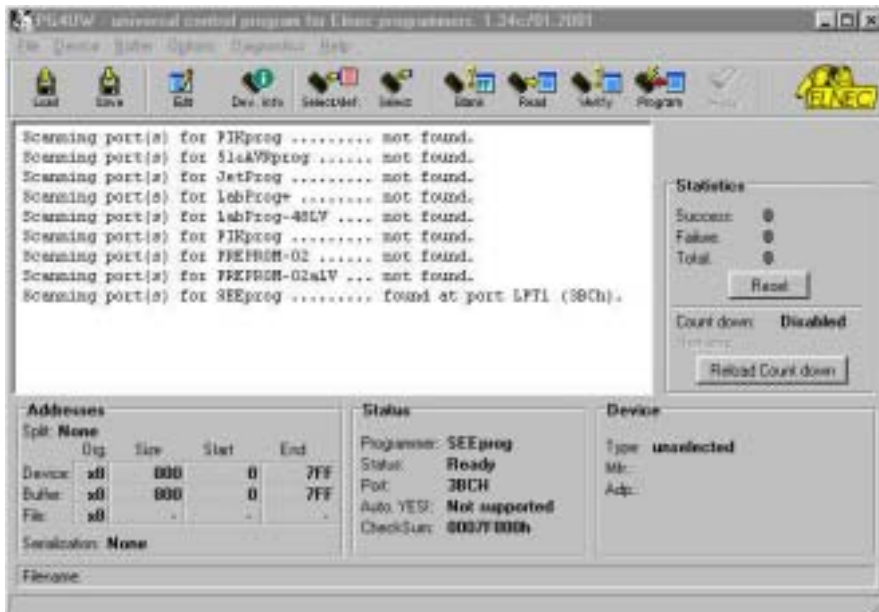 PG4UW - universal control program for Elnec programmers. 1.24c/01.2001
File Device Buffer Options Diagnostics Help
Load Save Edit Dev. info Select/def. Select Blank Read Verify Program
ELNEC
Scanning port(s) for PIKprog ......... not found.
Scanning port(s) for 51&AVRprog ...... not found.
Scanning port(s) for JetProg ......... not found.
Scanning port(s) for LabProg+ ........ not found.
Scanning port(s) for LabProg-48LV .... not found.
Scanning port(s) for PIKprog ......... not found.
Scanning port(s) for PREPROM-02 ...... not found.
Scanning port(s) for PREPROM-02aLV ... not found.
Scanning port(s) for SEEprog ......... found at port LPT1 (3BCh).
Statistics
Success: 0
Failure: 0
Total: 0
Reset
Count down: Disabled
Reload Count down
Addresses
Split: None
Org. Size Start End
Device: x8 800 0 7FF
Buffer: x8 800 0 7FF
File: x8 - - -
Serialization: None
Status
Programmer: SEEprog
Status: Ready
Port: 3BCH
Auto. YES!: Not supported
CheckSum: 0007F800h
Device
Type: unselected
Mfr.:
Adp.:
Filename: